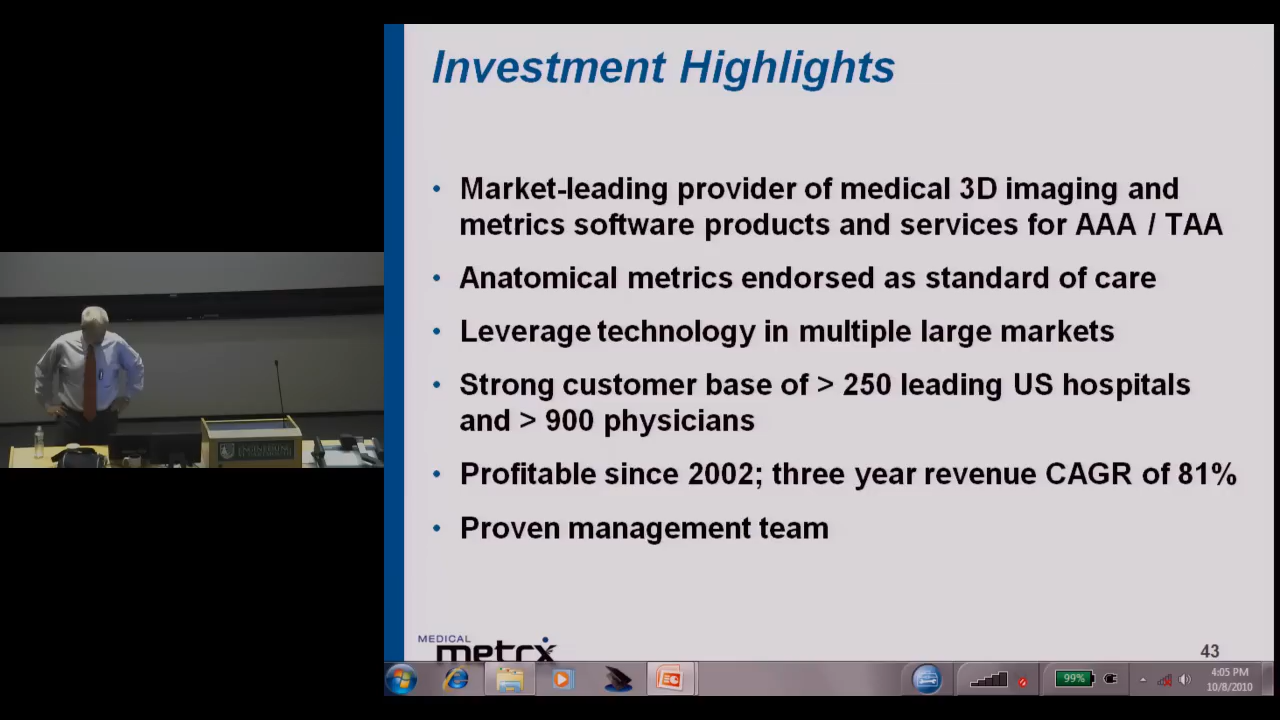 Investment Highlights
• Market-leading provider of medical 3D imaging and
metrics software products and services for AAA / TAA
• Anatomical metrics endorsed as standard of care
• Leverage technology in multiple large markets
• Strong customer base of > 250 leading US hospitals
and > 900 physicians
• Profitable since 2002; three year revenue CAGR of 81%
• Proven management team
MEDICAL
metrx
43
99%
4:05 PM
10/8/2010